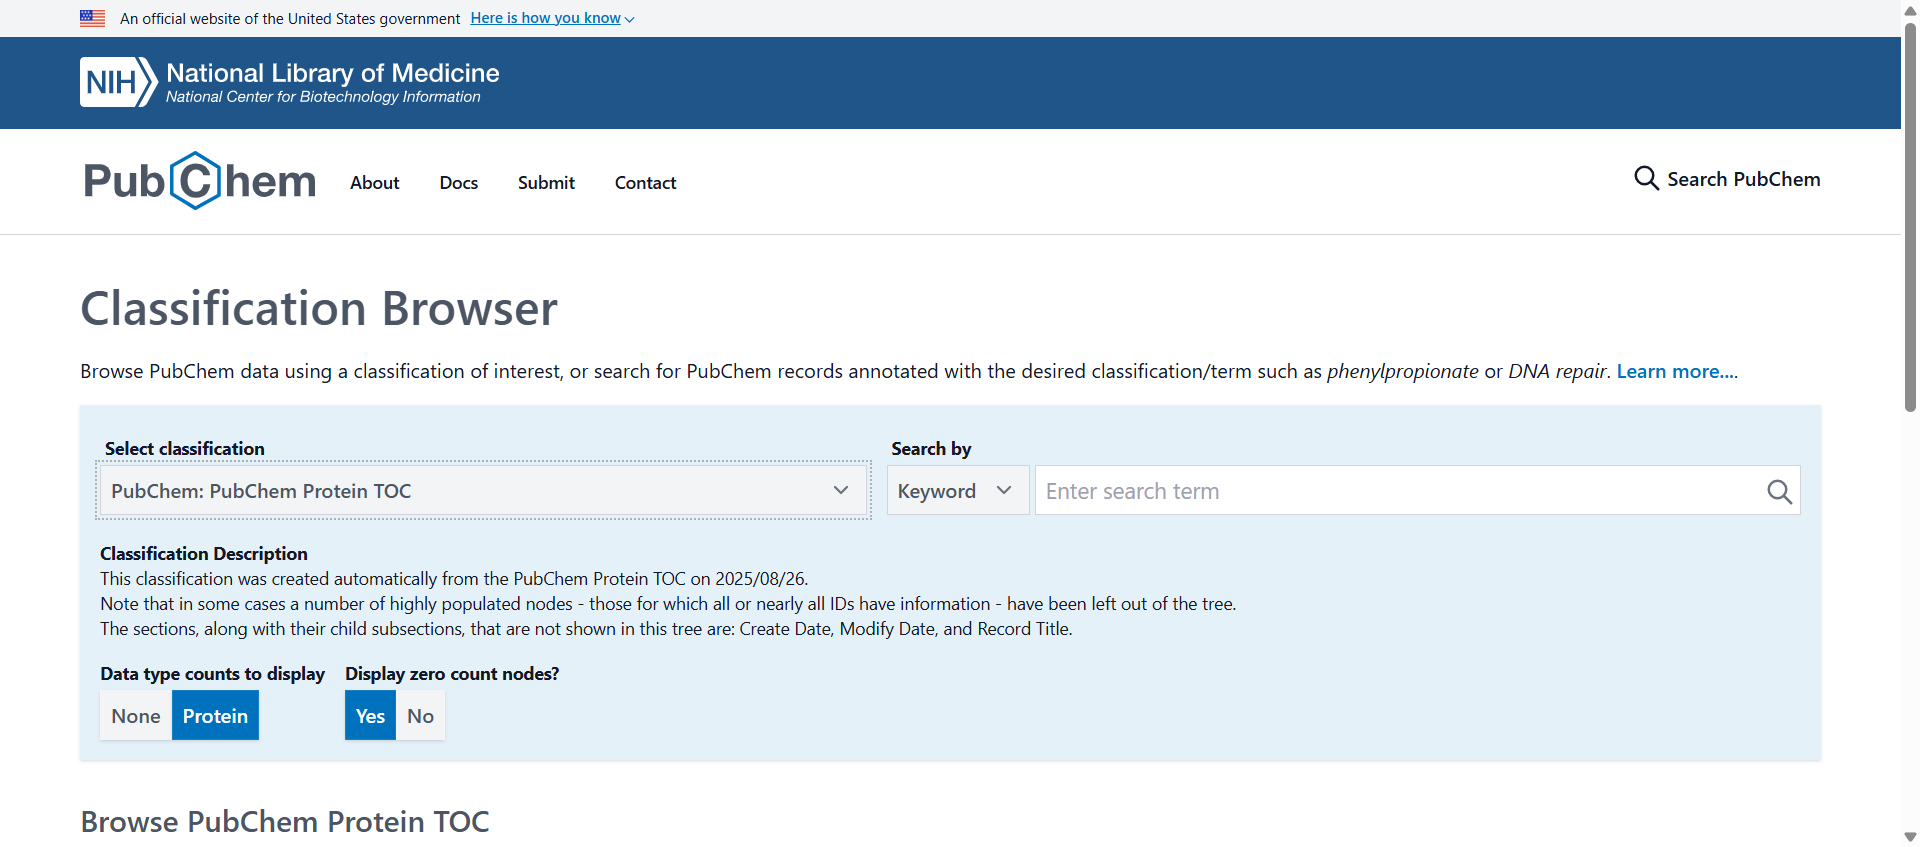 An official website of the United States government Here is how you know
NIH National Library of Medicine
National Center for Biotechnology Information
PubChem About Docs Submit Contact Search PubChem
Classification Browser
Browse PubChem data using a classification of interest, or search for PubChem records annotated with the desired classification/term such as phenylpropionate or DNA repair. Learn more....
Select classification Search by
PubChem: PubChem Protein TOC Keyword Enter search term
Classification Description
This classification was created automatically from the PubChem Protein TOC on 2025/08/26.
Note that in some cases a number of highly populated nodes - those for which all or nearly all IDs have information - have been left out of the tree.
The sections, along with their child subsections, that are not shown in this tree are: Create Date, Modify Date, and Record Title.
Data type counts to display Display zero count nodes?
None Protein Yes No
Browse PubChem Protein TOC